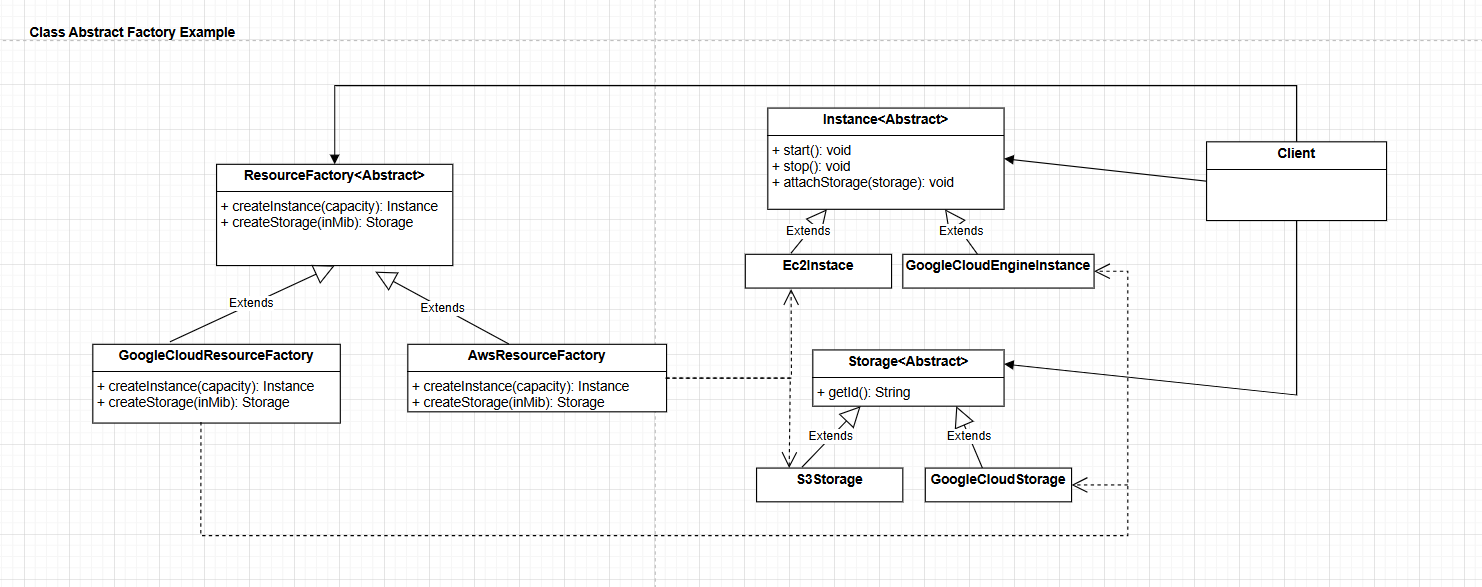 Class Abstract Factory Example
Instance<Abstract>
+ start(): void
+ stop(): void
+ attachStorage(storage): void
Client
ResourceFactory<Abstract>
+ createInstance(capacity): Instance
+ createStorage(inMib): Storage
Extends
Extends
Ec2Instace
GoogleCloudEngineInstance
Extends
Extends
GoogleCloudResourceFactory
+ createInstance(capacity): Instance
+ createStorage(inMib): Storage
AwsResourceFactory
+ createInstance(capacity): Instance
+ createStorage(inMib): Storage
Storage<Abstract>
+ getId(): String
Extends
Extends
S3Storage
GoogleCloudStorage